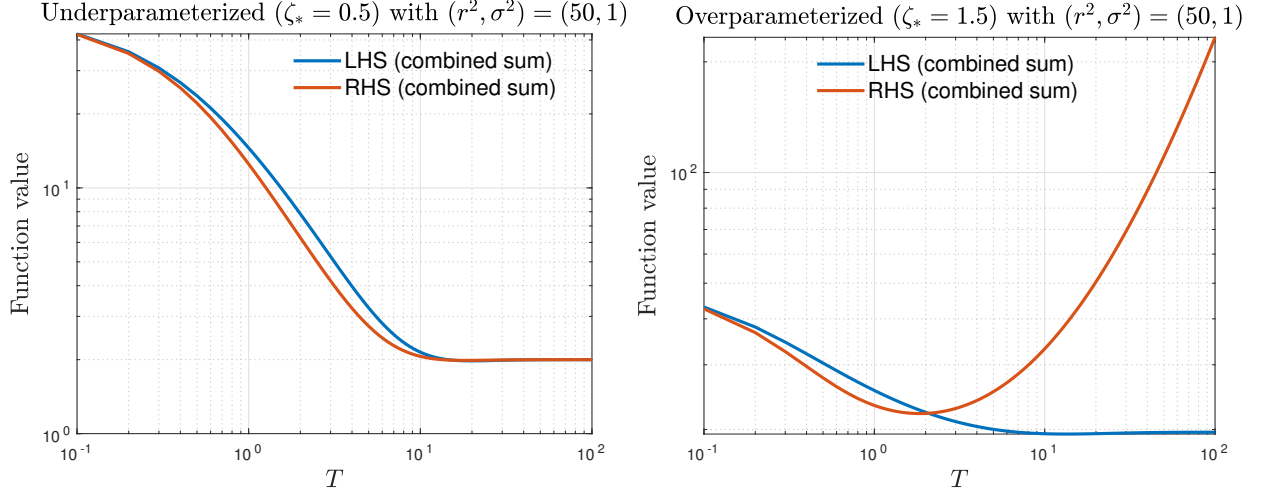 Underparameterized (ζ* = 0.5) with (r², σ²) = (50, 1)
LHS (combined sum)
RHS (combined sum)
Function value
10¹
10⁰
10⁻¹
10⁰
10¹
10²
T
Overparameterized (ζ* = 1.5) with (r², σ²) = (50, 1)
LHS (combined sum)
RHS (combined sum)
Function value
10²
10⁻¹
10⁰
10¹
10²
T